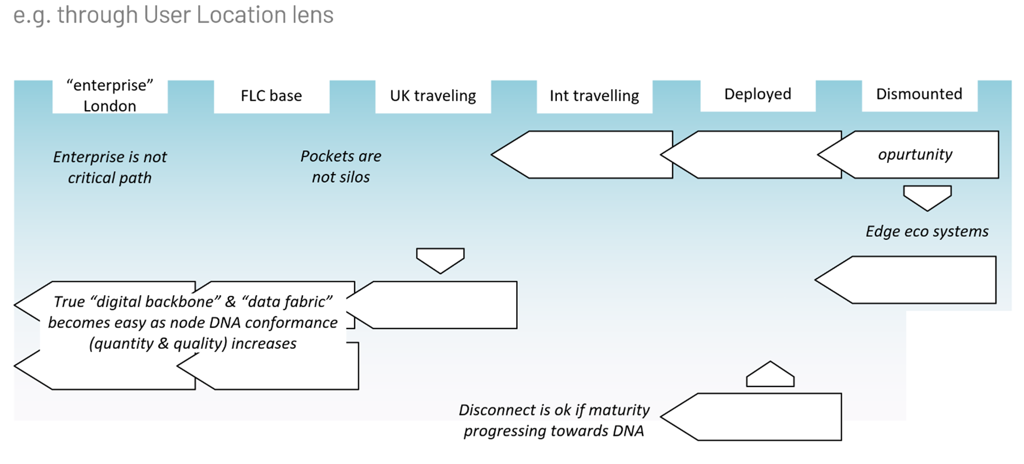 e.g. through User Location lens
“enterprise”
London
FLC base
UK traveling
Int travelling
Deployed
Dismounted
Enterprise is not
critical path
Pockets are
not silos
opurtunity
Edge eco systems
True “digital backbone” & “data fabric”
becomes easy as node DNA conformance
(quantity & quality) increases
Disconnect is ok if maturity
progressing towards DNA